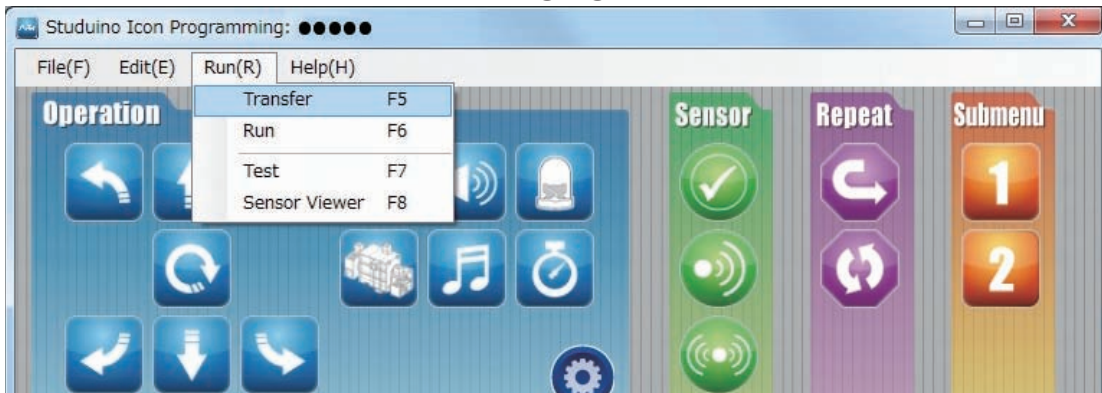 Studuino Icon Programming: ●●●●●
File(F) Edit(E) Run(R) Help(H)
Transfer F5
Run F6
Test F7
Sensor Viewer F8
Operation
Sensor
Repeat
Submenu
1
2